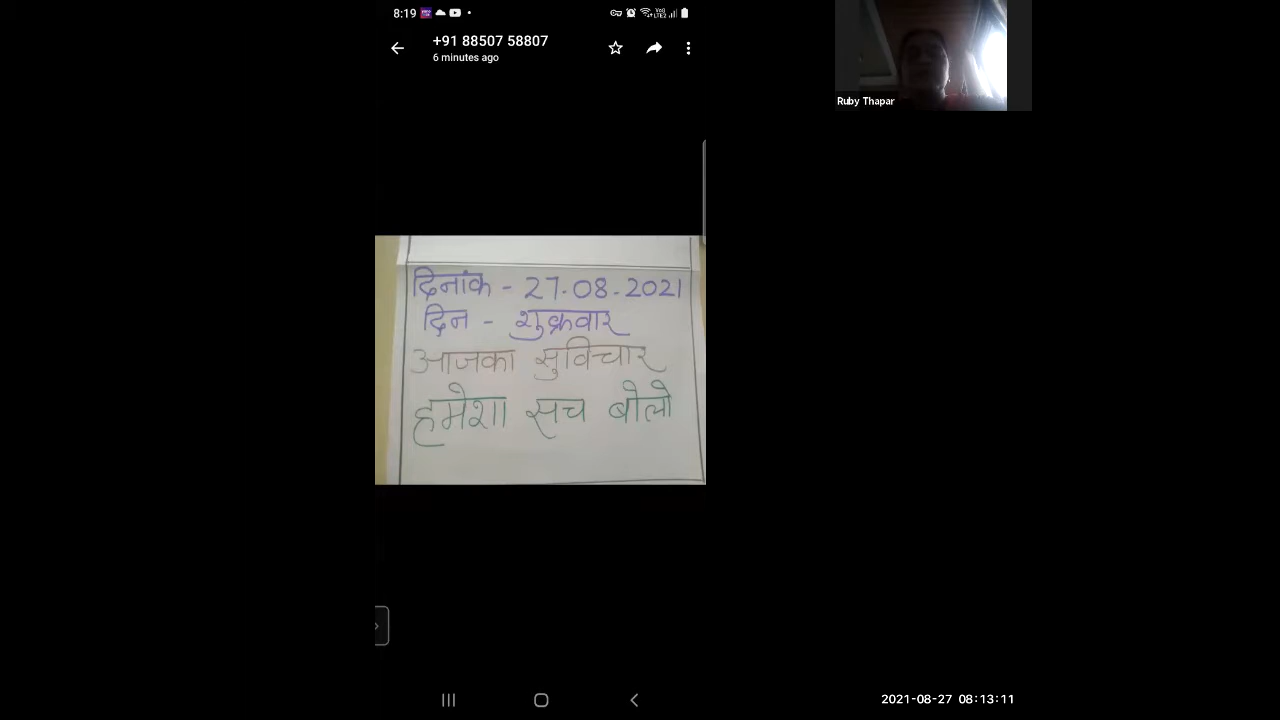 8:19
+91 88507 58807
6 minutes ago
Ruby Thapar
दिनांक - 27.08.2021
दिन - शुक्रवार
आजका सुविचार
हमेशा सच बोलो
2021-08-27 08:13:11